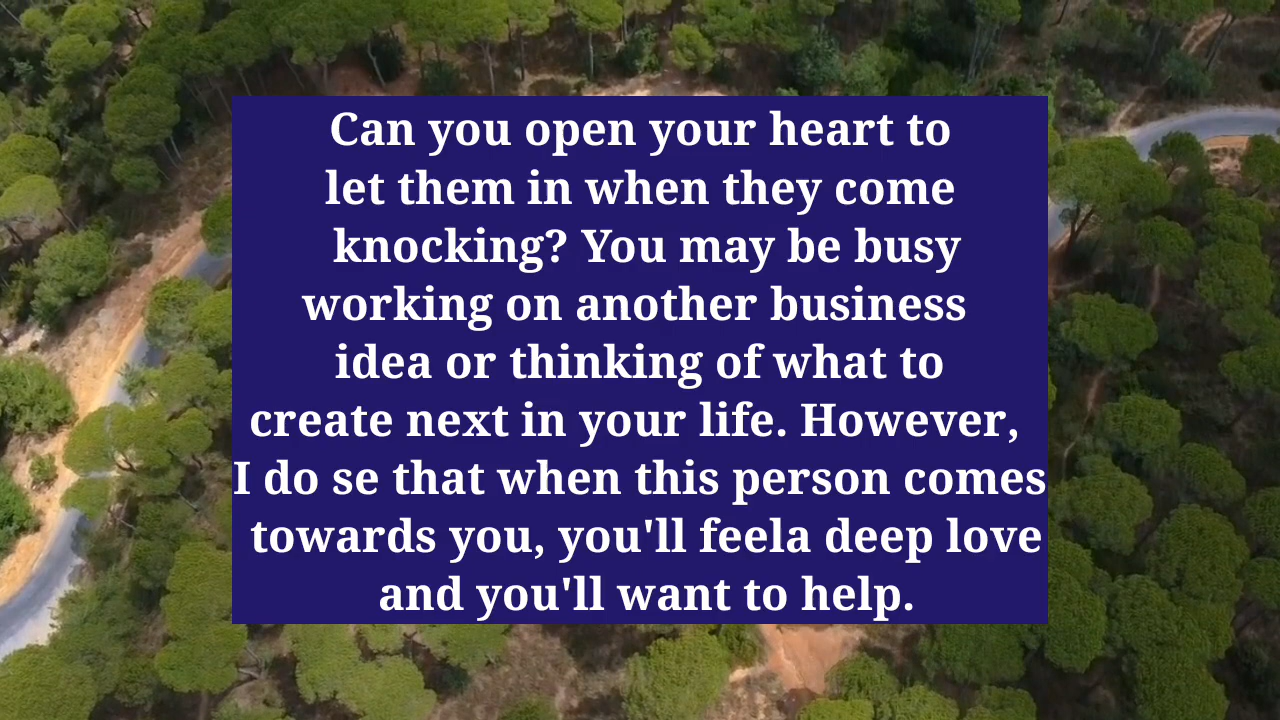 Can you open your heart to
let them in when they come
knocking? You may be busy
working on another business
idea or thinking of what to
create next in your life. However,
I do se that when this person comes
towards you, you'll feela deep love
and you'll want to help.